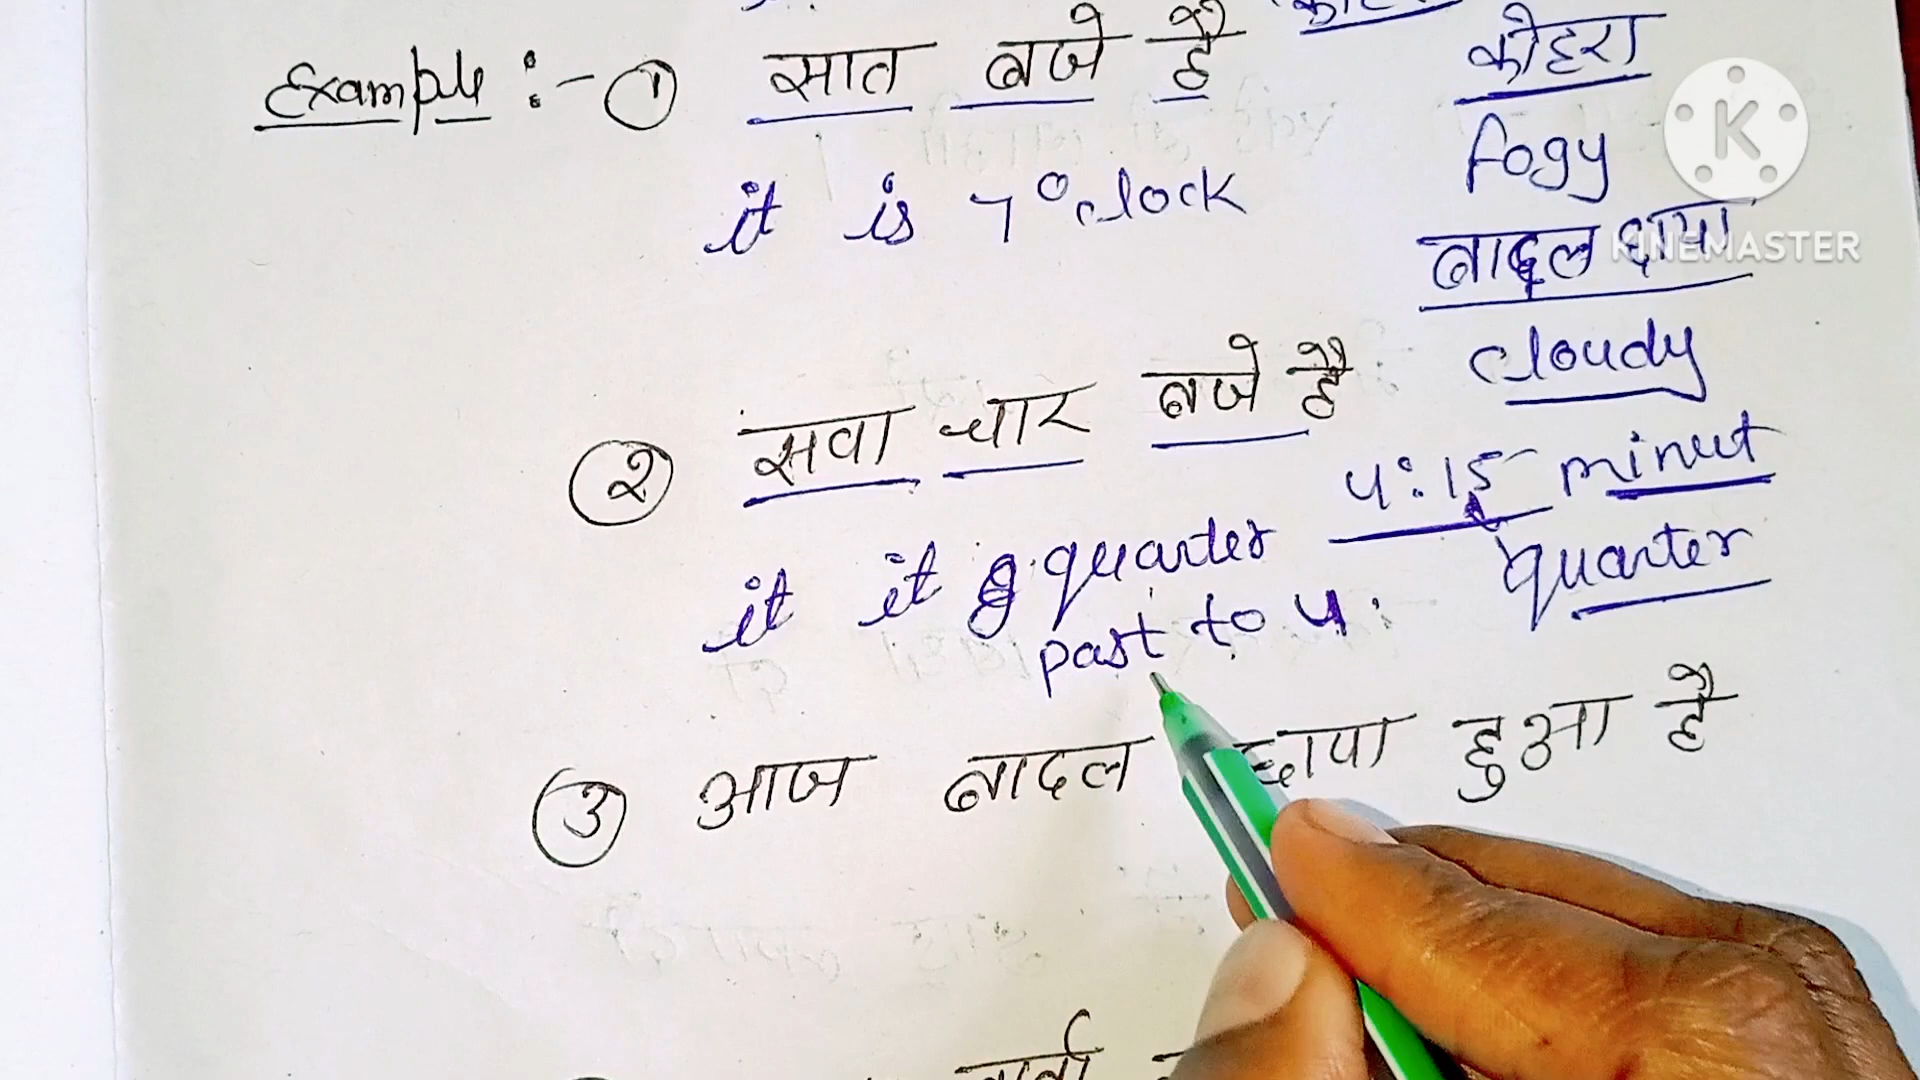 Example :- ① सात बजे है
it is 7 o'clock
कोहरा
fogy
बादल छाया
cloudy
② सवा चार बजे है
4:15 minut
quarter
it it quarter
past to 4.
③ आज बादल छाया हुआ है
K
KINEMASTER